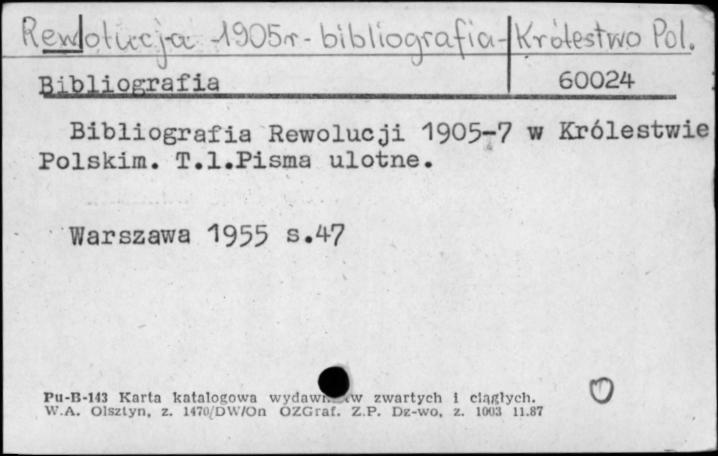 Rewolucja 1905r - bibliografia - Królestwo Pol.
Bibliografia 60024
Bibliografia Rewolucji 1905-7 w Królestwie
Polskim. T.1.Pisma ulotne.
Warszawa 1955 s.47
Pu-B-143 Karta katalogowa zwartych i ciągłych.
W.A. Olsztyn, z. 1470/DW/On OZGraf. Z.P. Dz-wo, z. 1003 11.87